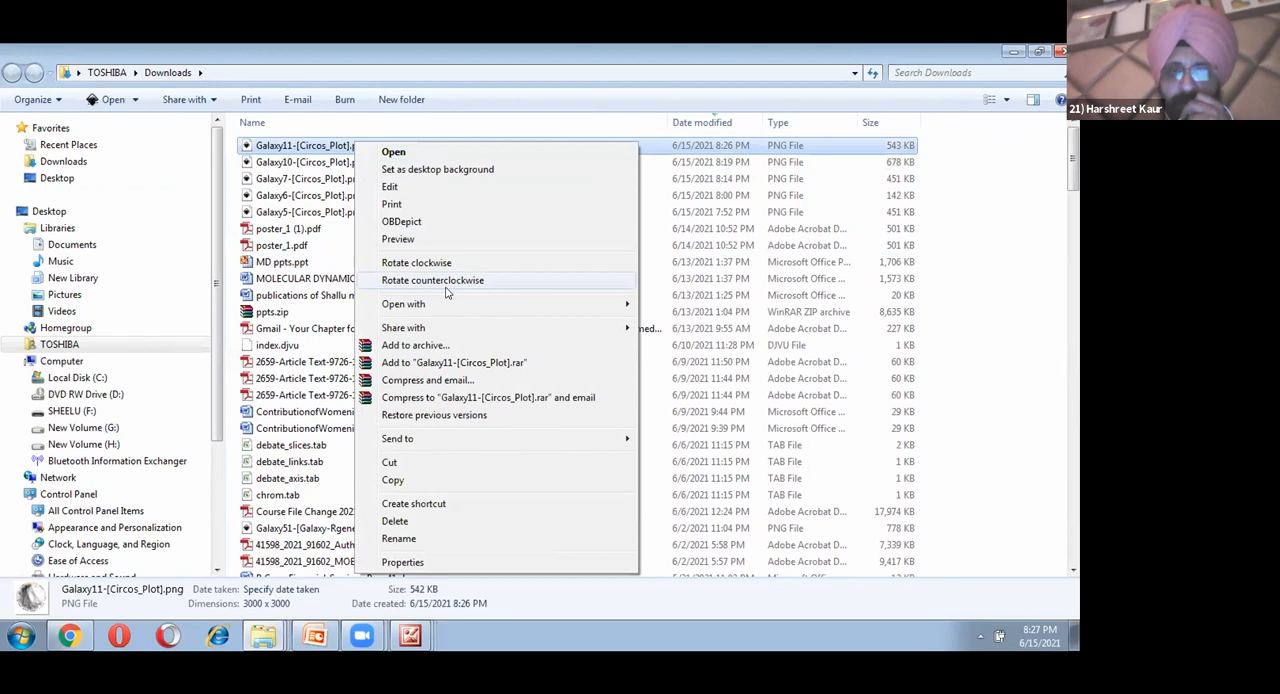 21) Harshreet Kaur
TOSHIBA Downloads
Search Downloads
Organize Open Share with Print E-mail Burn New folder
Name Date modified Type Size
Favorites
Recent Places
Downloads
Desktop
Desktop
Libraries
Documents
Music
New Library
Pictures
Videos
Homegroup
TOSHIBA
Computer
Local Disk (C:)
DVD RW Drive (D:)
SHEELU (F:)
New Volume (G:)
New Volume (H:)
Bluetooth Information Exchanger
Network
Control Panel
All Control Panel Items
Appearance and Personalization
Clock, Language, and Region
Ease of Access
Galaxy11-[Circos_Plot].p 6/15/2021 8:26 PM PNG File 543 KB
Galaxy10-[Circos_Plot].pr 6/15/2021 8:19 PM PNG File 678 KB
Galaxy7-[Circos_Plot].pr 6/15/2021 8:14 PM PNG File 451 KB
Galaxy6-[Circos_Plot].pr 6/15/2021 8:00 PM PNG File 142 KB
Galaxy5-[Circos_Plot].pr 6/15/2021 7:52 PM PNG File 451 KB
poster_1 (1).pdf 6/14/2021 10:52 PM Adobe Acrobat D... 501 KB
poster_1.pdf 6/14/2021 10:52 PM Adobe Acrobat D... 501 KB
MD ppts.ppt 6/13/2021 1:37 PM Microsoft Office P... 1,706 KB
MOLECULAR DYNAMIC 6/13/2021 1:37 PM Microsoft Office ... 1,573 KB
publications of Shallu m 6/13/2021 1:25 PM Microsoft Office ... 20 KB
ppts.zip 6/13/2021 1:04 PM WinRAR ZIP archive 8,635 KB
Gmail - Your Chapter fo med... 6/13/2021 9:55 AM Adobe Acrobat D... 227 KB
index.djvu 6/10/2021 11:28 PM DJVU File 1 KB
2659-Article Text-9726- 6/9/2021 11:50 PM Adobe Acrobat D... 60 KB
2659-Article Text-9726- 6/9/2021 11:44 PM Adobe Acrobat D... 60 KB
2659-Article Text-9726- 6/9/2021 11:44 PM Adobe Acrobat D... 60 KB
ContributionofWomeni 6/9/2021 9:44 PM Microsoft Office ... 29 KB
ContributionofWomeni 6/9/2021 9:39 PM Microsoft Office ... 29 KB
debate_slices.tab 6/6/2021 11:15 PM TAB File 2 KB
debate_links.tab 6/6/2021 11:15 PM TAB File 1 KB
debate_axis.tab 6/6/2021 11:15 PM TAB File 1 KB
chrom.tab 6/6/2021 11:15 PM TAB File 1 KB
Course File Change 202 6/6/2021 12:24 PM Adobe Acrobat D... 17,974 KB
Galaxy51-[Galaxy-Rgene 6/2/2021 11:04 PM PNG File 778 KB
41598_2021_91602_Auth 6/2/2021 5:58 PM Adobe Acrobat D... 7,339 KB
41598_2021_91602_MOE 6/2/2021 5:57 PM Adobe Acrobat D... 9,417 KB
Open
Set as desktop background
Edit
Print
OBDepict
Preview
Rotate clockwise
Rotate counterclockwise
Open with
Share with
Add to archive...
Add to "Galaxy11-[Circos_Plot].rar"
Compress and email...
Compress to "Galaxy11-[Circos_Plot].rar" and email
Restore previous versions
Send to
Cut
Copy
Create shortcut
Delete
Rename
Properties
Galaxy11-[Circos_Plot].png Date taken: Specify date taken Size: 542 KB
PNG File Dimensions: 3000 x 3000 Date created: 6/15/2021 8:26 PM
8:27 PM
6/15/2021